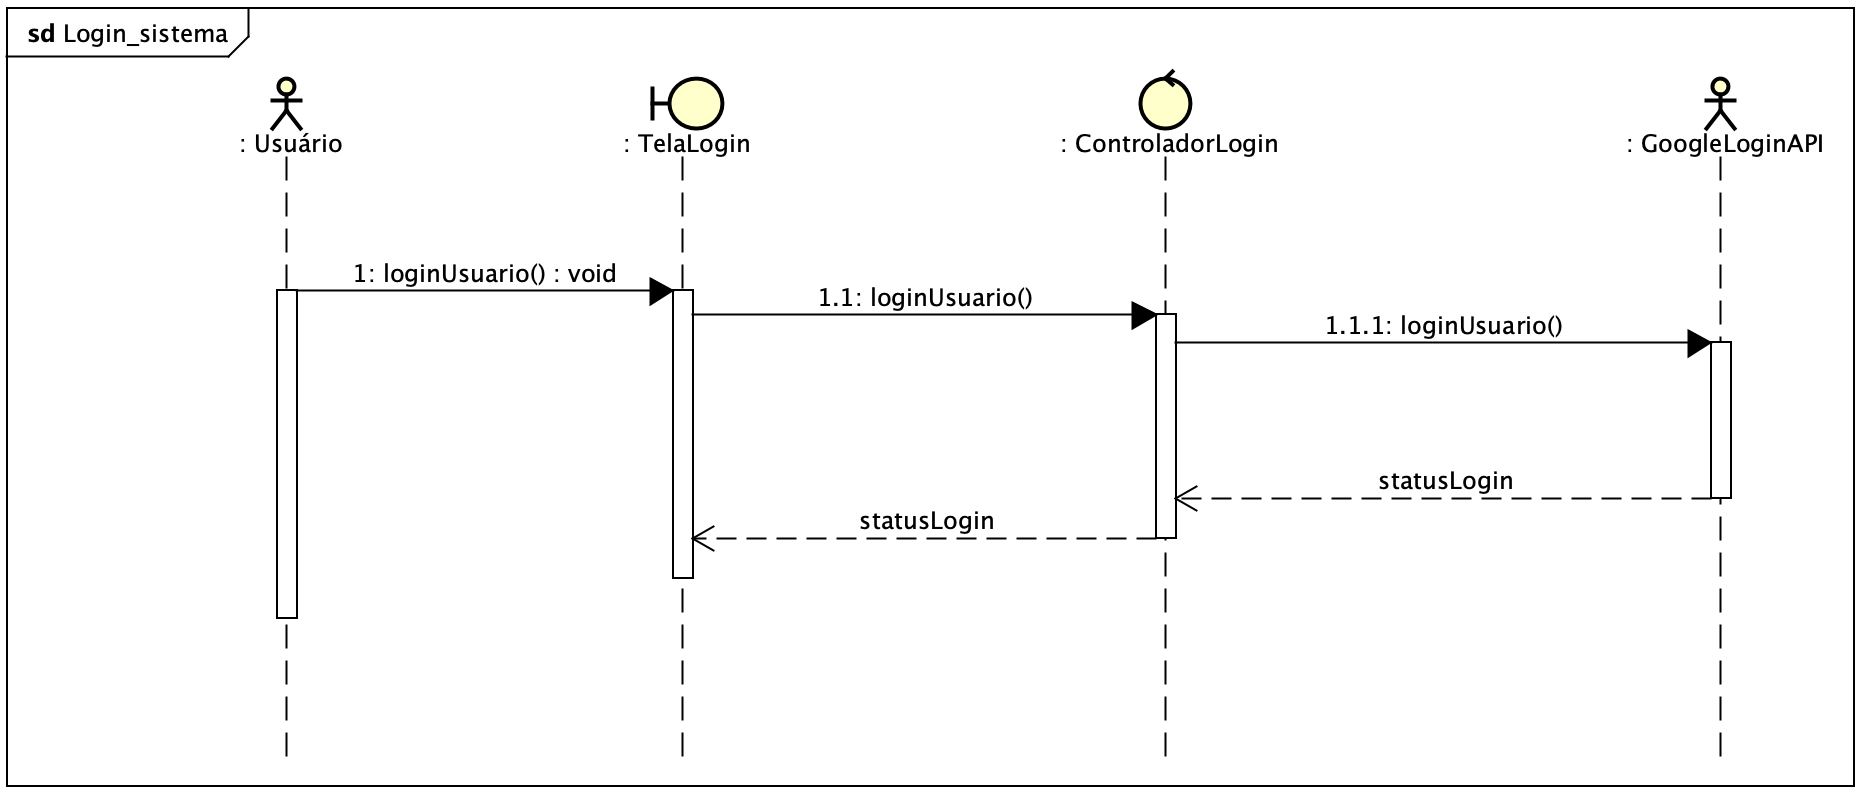 sd Login_sistema
: Usuário
: TelaLogin
: ControladorLogin
: GoogleLoginAPI
1: loginUsuario() : void
1.1: loginUsuario()
1.1.1: loginUsuario()
statusLogin
statusLogin